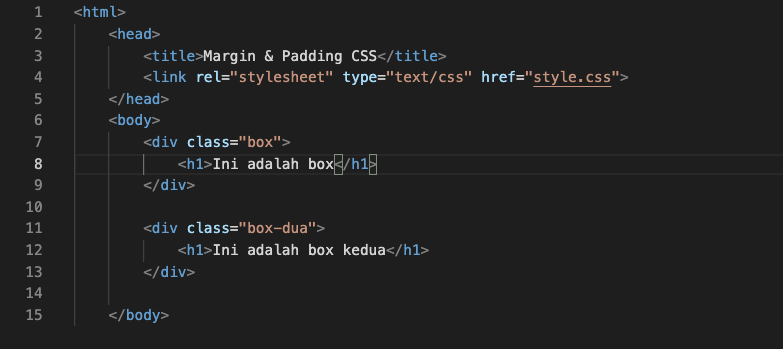 1 <html>
2 <head>
3 <title>Margin & Padding CSS</title>
4 <link rel="stylesheet" type="text/css" href="style.css">
5 </head>
6 <body>
7 <div class="box">
8 <h1>Ini adalah box</h1>
9 </div>
10
11 <div class="box-dua">
12 <h1>Ini adalah box kedua</h1>
13 </div>
14
15 </body>